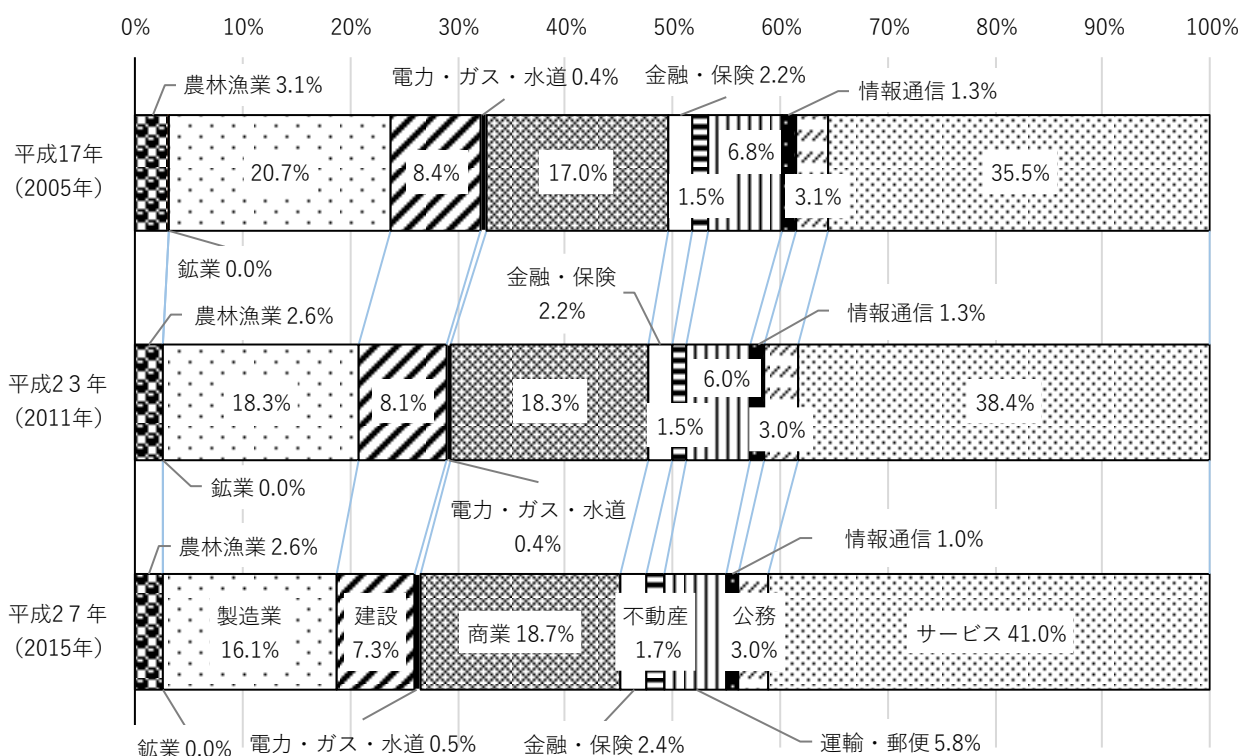 0% 10% 20% 30% 40% 50% 60% 70% 80% 90% 100%
農林漁業 3.1%
電力・ガス・水道 0.4%
金融・保険 2.2%
情報通信 1.3%
平成17年
（2005年）
20.7%
8.4%
17.0%
1.5%
6.8%
3.1%
35.5%
鉱業 0.0%
農林漁業 2.6%
金融・保険
2.2%
情報通信 1.3%
平成２３年
（2011年）
18.3%
8.1%
18.3%
1.5%
6.0%
3.0%
38.4%
鉱業 0.0%
電力・ガス・水道
0.4%
農林漁業 2.6%
情報通信 1.0%
平成２７年
（2015年）
製造業
16.1%
建設
7.3%
商業 18.7%
不動産
1.7%
公務
3.0%
サービス 41.0%
鉱業 0.0%
電力・ガス・水道 0.5%
金融・保険 2.4%
運輸・郵便 5.8%